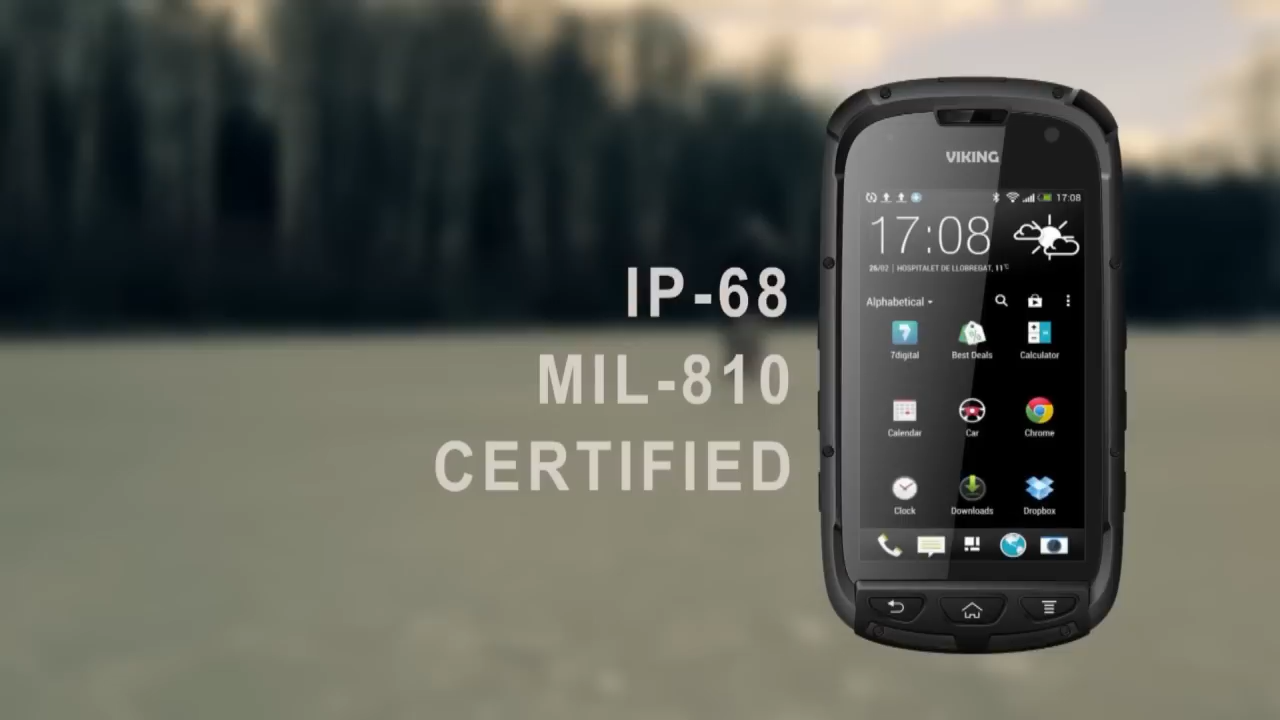 IP-68
MIL-810
CERTIFIED
VIKING
17:08
17:08
26/02 | HOSPITALET DE LLOBREGAT, 11°C
Alphabetical
7digital Best Deals Calculator
Calendar Car Chrome
Clock Downloads Dropbox